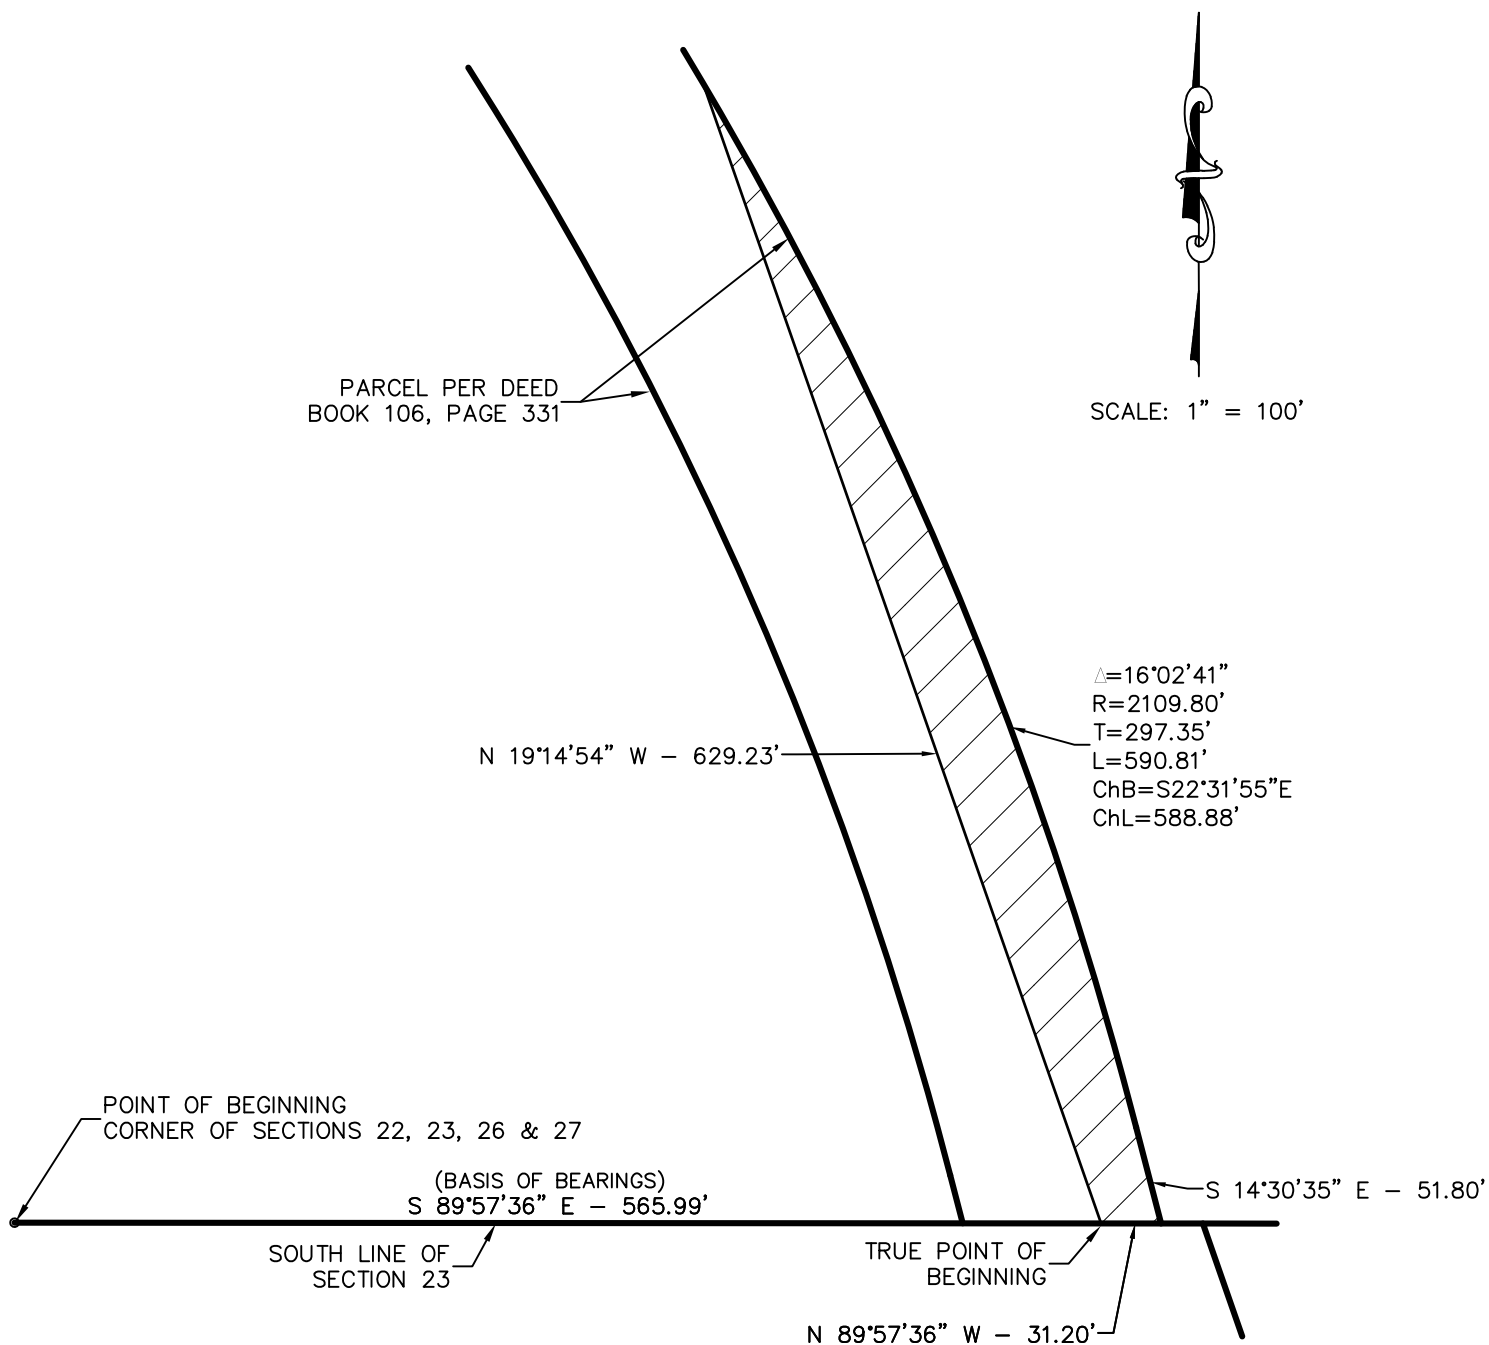 SCALE: 1” = 100’
PARCEL PER DEED
BOOK 106, PAGE 331
Δ=16°02’41”
R=2109.80’
T=297.35’
L=590.81’
ChB=S22°31’55”E
ChL=588.88’
N 19°14’54” W – 629.23’
POINT OF BEGINNING
CORNER OF SECTIONS 22, 23, 26 & 27
(BASIS OF BEARINGS)
S 89°57’36” E – 565.99’
S 14°30’35” E – 51.80’
SOUTH LINE OF
SECTION 23
TRUE POINT OF
BEGINNING
N 89°57’36” W – 31.20’